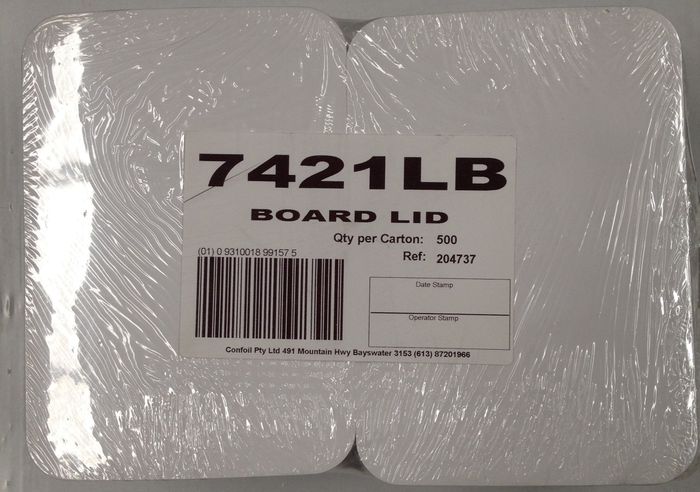 7421LB
BOARD LID
Qty per Carton: 500
Ref: 204737
(01) 0 9310018 99157 5
Date Stamp
Operator Stamp
Confoil Pty Ltd 491 Mountain Hwy Bayswater 3153 (613) 87201966